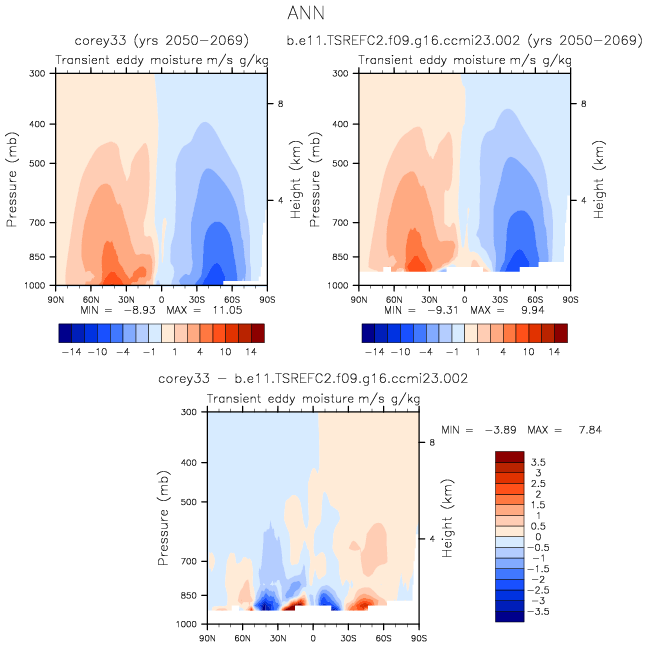 ANN
corey33 (yrs 2050-2069)
b.e11.TSREFC2.f09.g16.ccmi23.002 (yrs 2050-2069)
Transient eddy moisture m/s g/kg
Transient eddy moisture m/s g/kg
300
400
500
700
850
1000
Pressure (mb)
8
4
Height (km)
90N 60N 30N 0 30S 60S 90S
MIN = -8.93 MAX = 11.05
-14 -10 -6 -4 -1 1 4 6 10 14
300
400
500
700
850
1000
Pressure (mb)
8
4
Height (km)
90N 60N 30N 0 30S 60S 90S
MIN = -9.31 MAX = 9.94
-14 -10 -6 -4 -1 1 4 6 10 14
corey33 - b.e11.TSREFC2.f09.g16.ccmi23.002
Transient eddy moisture m/s g/kg
300
400
500
700
850
1000
Pressure (mb)
8
4
Height (km)
90N 60N 30N 0 30S 60S 90S
MIN = -3.89 MAX = 7.84
3.5
3
2.5
2
1.5
1
0.5
0
-0.5
-1
-1.5
-2
-2.5
-3
-3.5